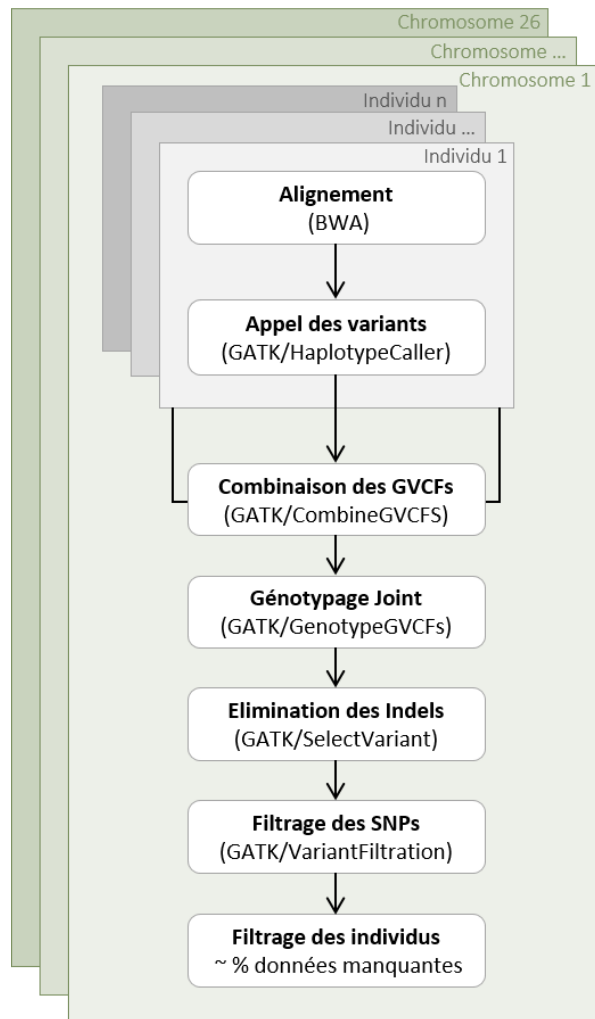 Chromosome 26
Chromosome ...
Chromosome 1
Individu n
Individu ...
Individu 1
Alignement
(BWA)
Appel des variants
(GATK/HaplotypeCaller)
Combinaison des GVCFs
(GATK/CombineGVCFS)
Génotypage Joint
(GATK/GenotypeGVCFs)
Elimination des Indels
(GATK/SelectVariant)
Filtrage des SNPs
(GATK/VariantFiltration)
Filtrage des individus
~ % données manquantes